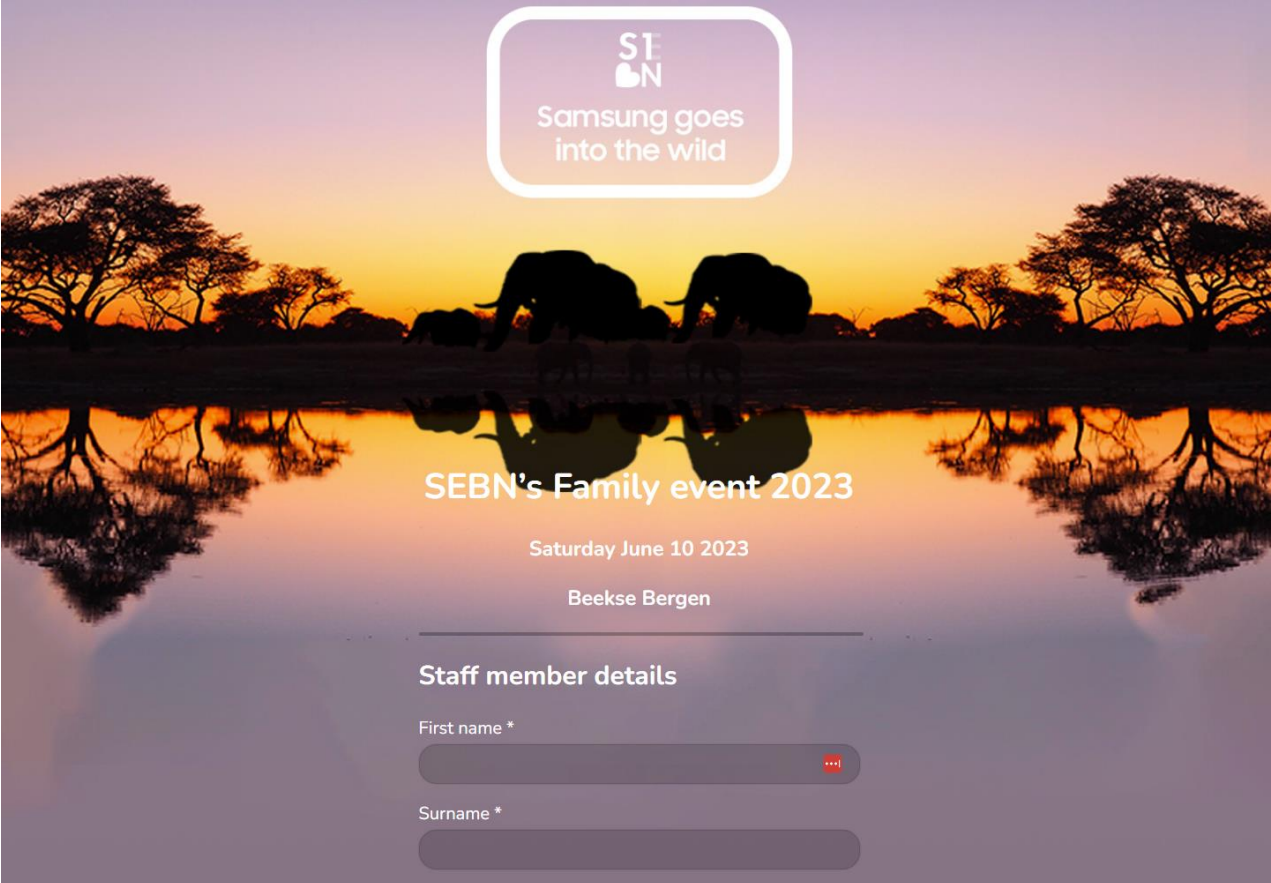 S1E
N
Samsung goes
into the wild
SEBN's Family event 2023
Saturday June 10 2023
Beekse Bergen
Staff member details
First name *
Surname *